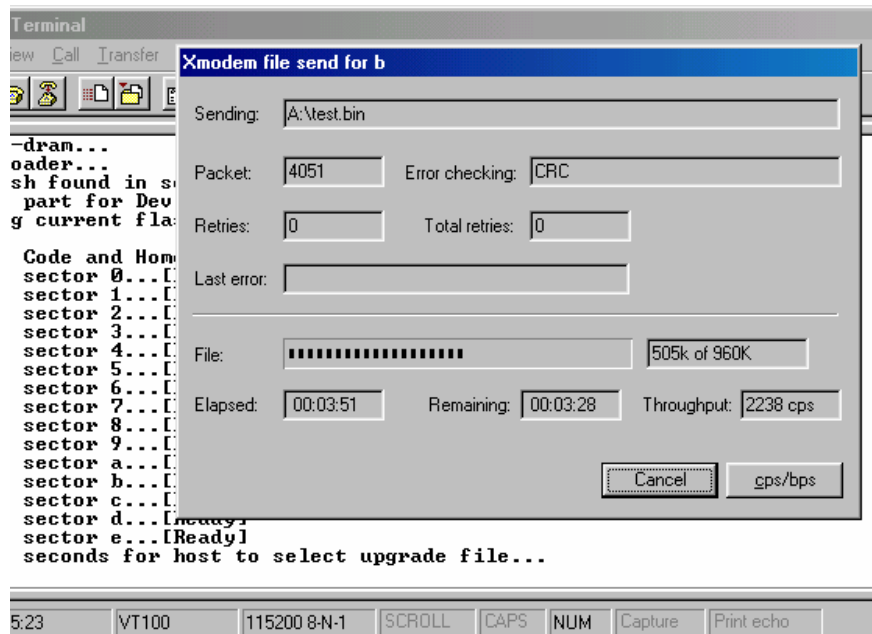 Terminal
iew Call Transfer
Xmodem file send for b
Sending: A:\test.bin
Packet: 4051 Error checking: CRC
Retries: 0 Total retries: 0
Last error:
File: 505k of 960K
Elapsed: 00:03:51 Remaining: 00:03:28 Throughput: 2238 cps
Cancel cps/bps
-dram...
oader...
sh found in s
part for Dev
g current fla
Code and Hom
sector 0...[
sector 1...[
sector 2...[
sector 3...[
sector 4...[
sector 5...[
sector 6...[
sector 7...[
sector 8...[
sector 9...[
sector a...[
sector b...[
sector c...[
sector d...[Ready]
sector e...[Ready]
seconds for host to select upgrade file...
5:23 VT100 115200 8-N-1 SCROLL CAPS NUM Capture Print echo